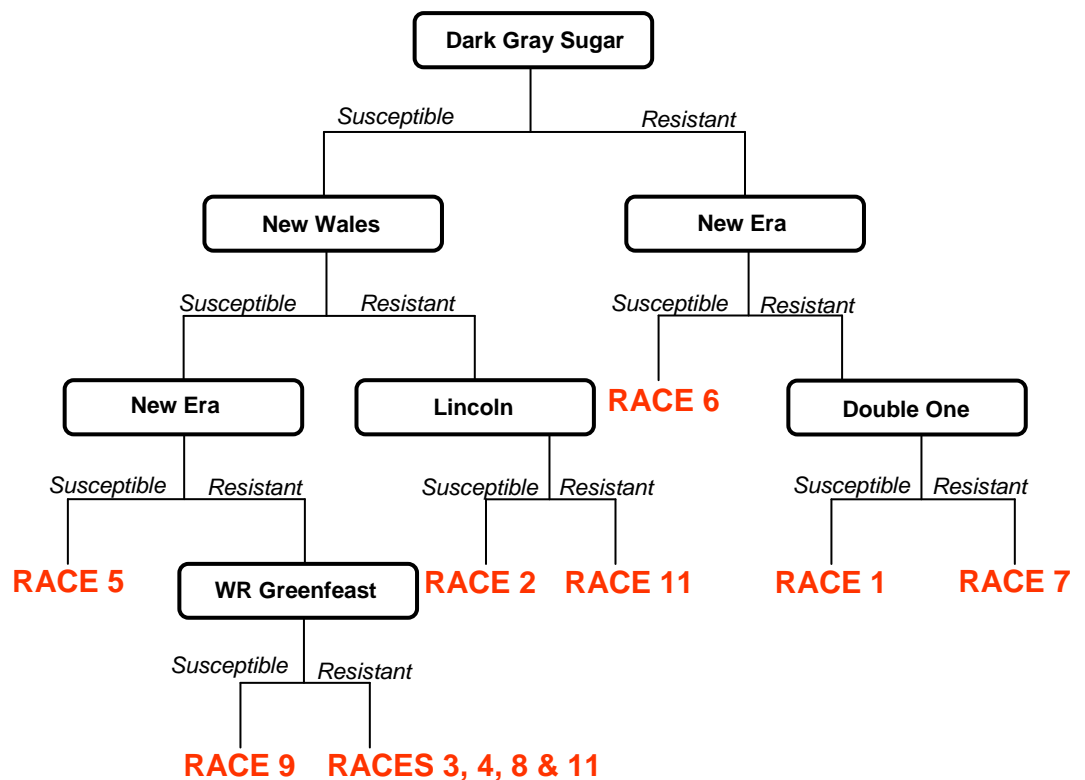 Dark Gray Sugar
Susceptible Resistant
New Wales New Era
Susceptible Resistant Susceptible Resistant
New Era Lincoln RACE 6 Double One
Susceptible Resistant Susceptible Resistant Susceptible Resistant
RACE 5 WR Greenfeast RACE 2 RACE 11 RACE 1 RACE 7
Susceptible Resistant
RACE 9 RACES 3, 4, 8 & 11